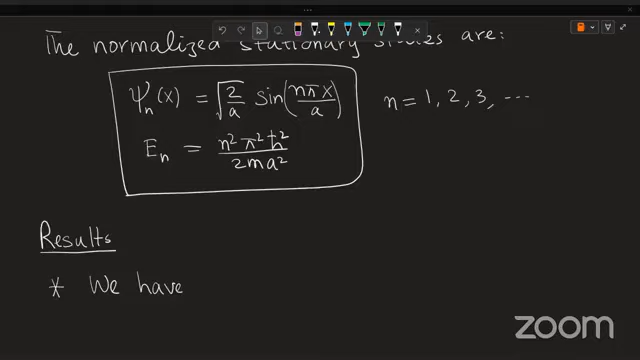 The normalized stationary states are:
ψₙ(x) = √(2/a) sin(nπx/a)    n = 1, 2, 3, ...
Eₙ = n²π²ħ²/2ma²
Results
* We have
zoom